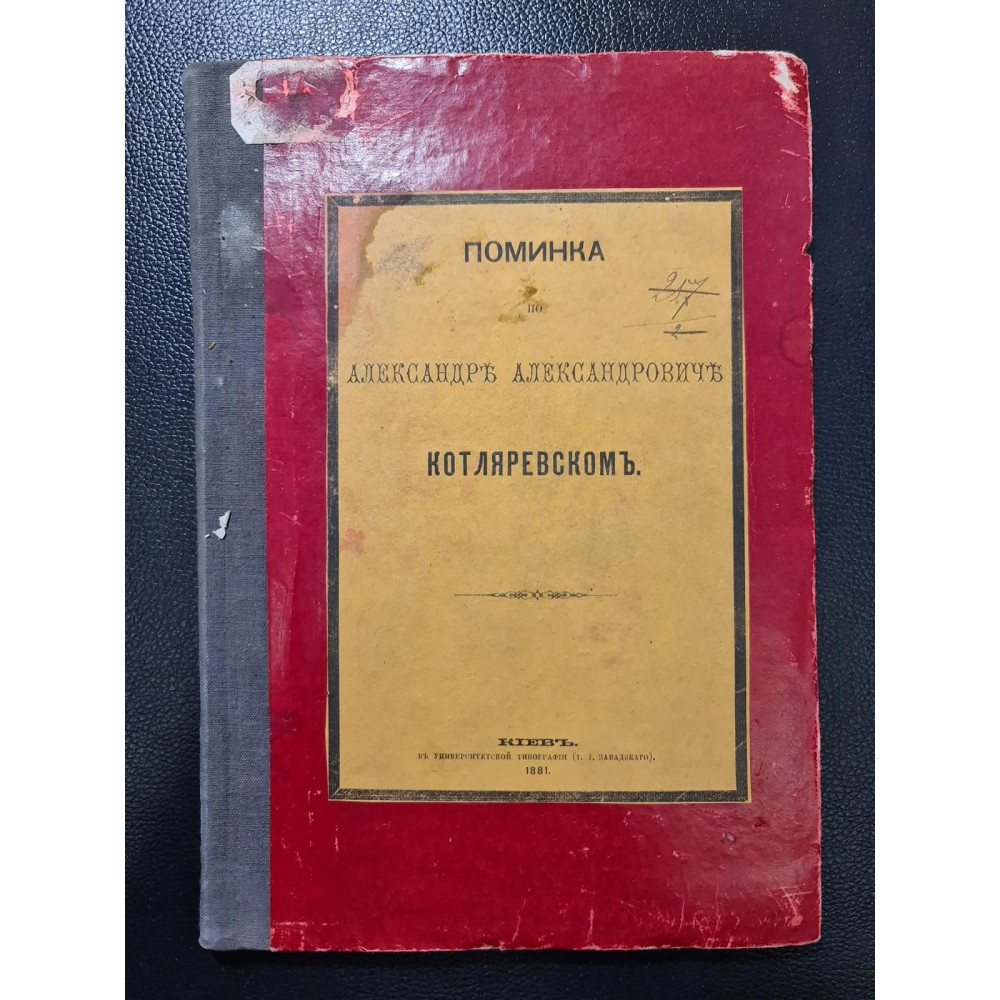 ПОМИНКА
ПО
АЛЕКСАНДРѢ АЛЕКСАНДРОВИЧѢ
КОТЛЯРЕВСКОМЪ.
КІЕВЪ.
ВЪ УНИВЕРСИТЕТСКОЙ ТИПОГРАФІИ (І. І. ЗАВАДЗКАГО).
1881.